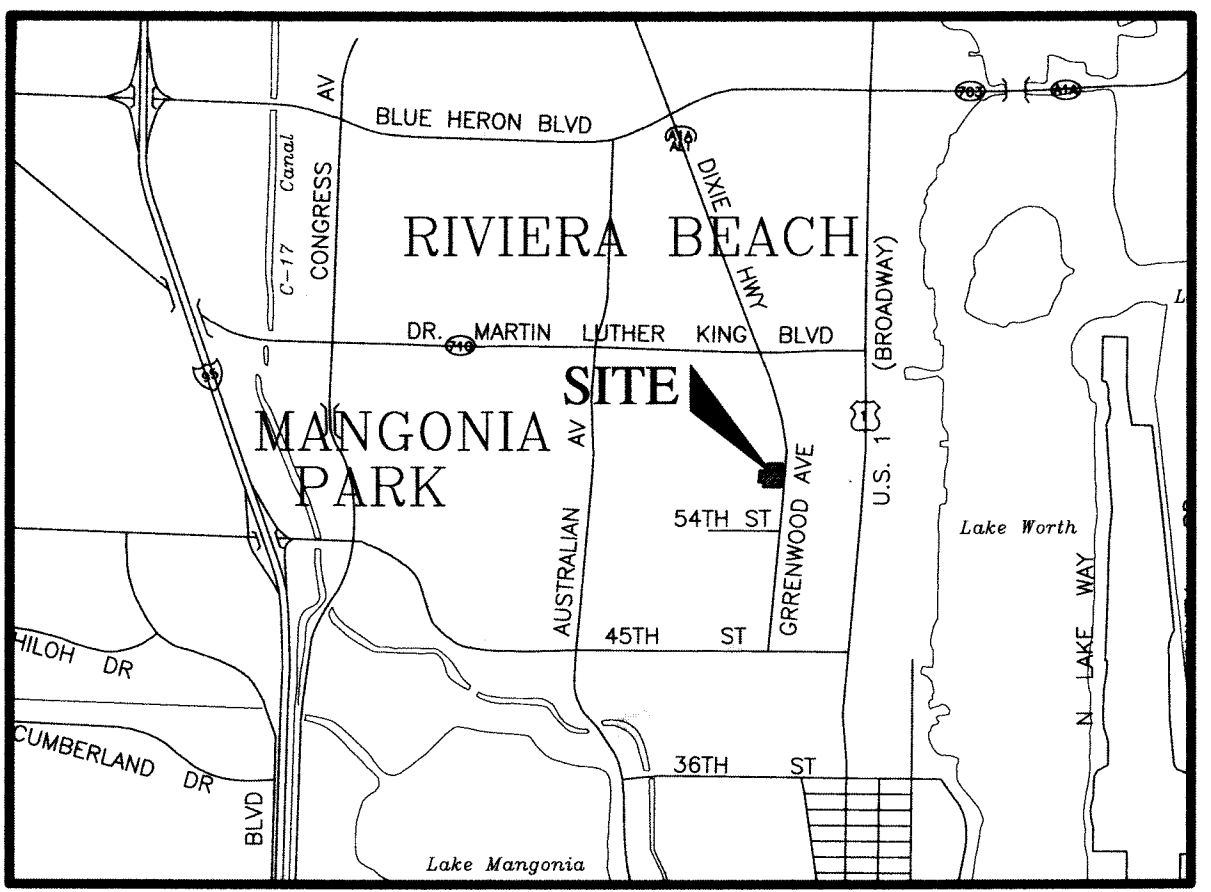 703
A1A
AV
BLUE HERON BLVD
A1A
ALT
C-17 Canal
CONGRESS
DIXIE HWY
RIVIERA BEACH
(BROADWAY)
L
DR. MARTIN LUTHER KING BLVD
710
95
SITE
MANGONIA
PARK
AV
1
U.S. 1
54TH ST
GRRENWOOD AVE
Lake Worth
AUSTRALIAN
45TH ST
N LAKE WAY
HILOH DR
CUMBERLAND DR
36TH ST
BLVD
Lake Mangonia